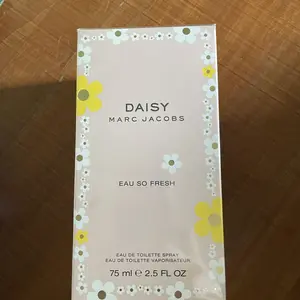 DAISY
MARC JACOBS
EAU SO FRESH
EAU DE TOILETTE SPRAY
EAU DE TOILETTE VAPORISATEUR
75 ml ℮ 2.5 FL OZ